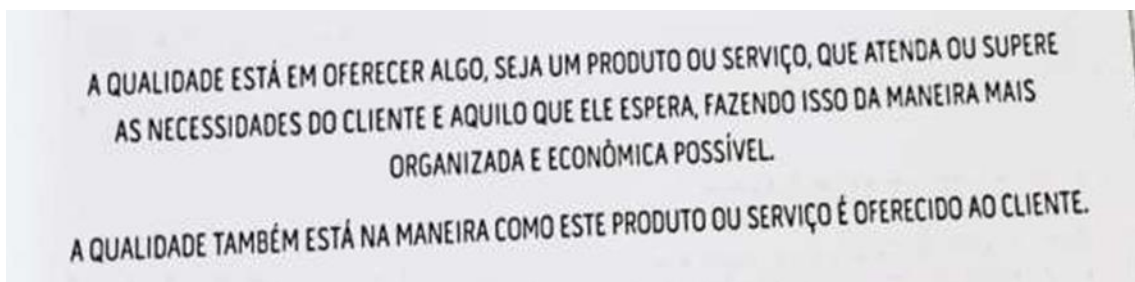 A QUALIDADE ESTÁ EM OFERECER ALGO, SEJA UM PRODUTO OU SERVIÇO, QUE ATENDA OU SUPERE
AS NECESSIDADES DO CLIENTE E AQUILO QUE ELE ESPERA, FAZENDO ISSO DA MANEIRA MAIS
ORGANIZADA E ECONÔMICA POSSÍVEL.
A QUALIDADE TAMBÉM ESTÁ NA MANEIRA COMO ESTE PRODUTO OU SERVIÇO É OFERECIDO AO CLIENTE.